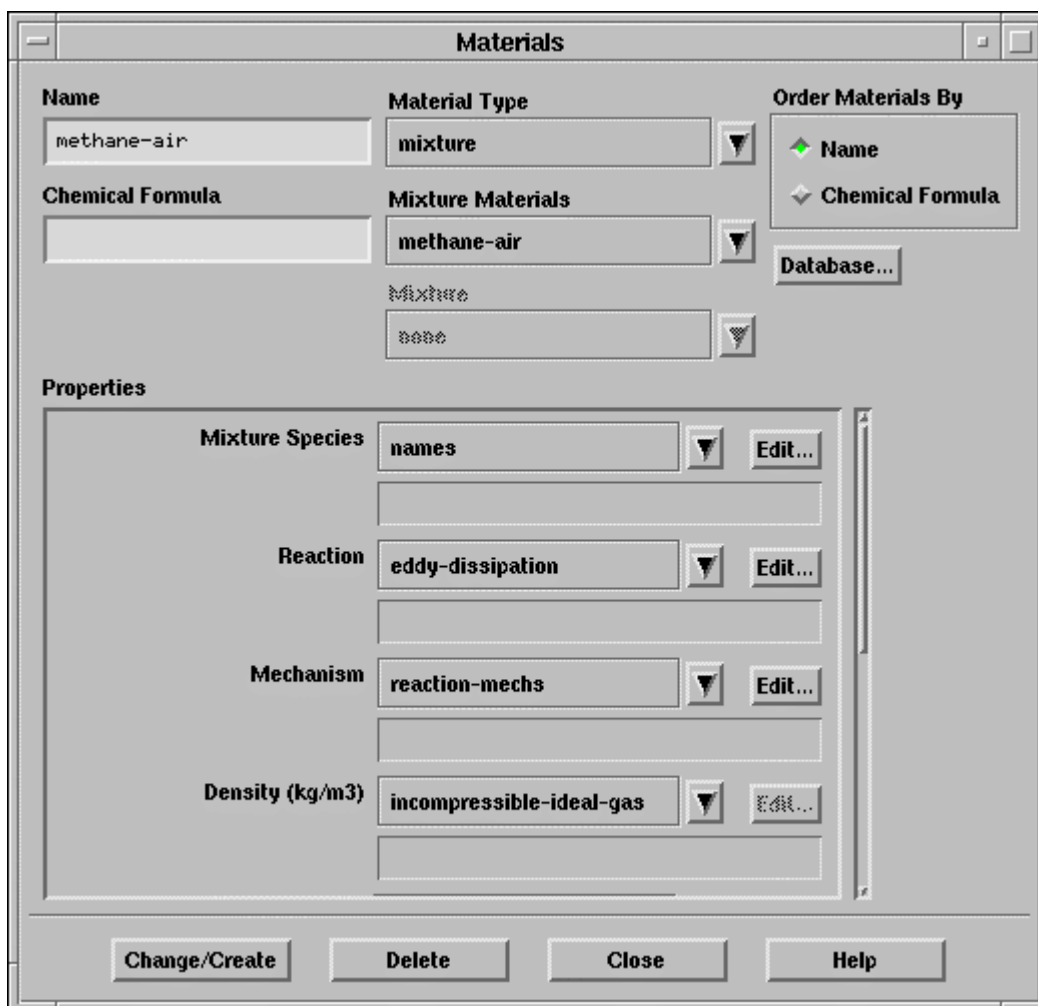 Materials
Name
methane-air
Chemical Formula
Material Type
mixture
Mixture Materials
methane-air
Mixture
none
Order Materials By
Name
Chemical Formula
Database...
Properties
Mixture Species
names
Edit...
Reaction
eddy-dissipation
Edit...
Mechanism
reaction-mechs
Edit...
Density (kg/m3)
incompressible-ideal-gas
Edit...
Change/Create
Delete
Close
Help